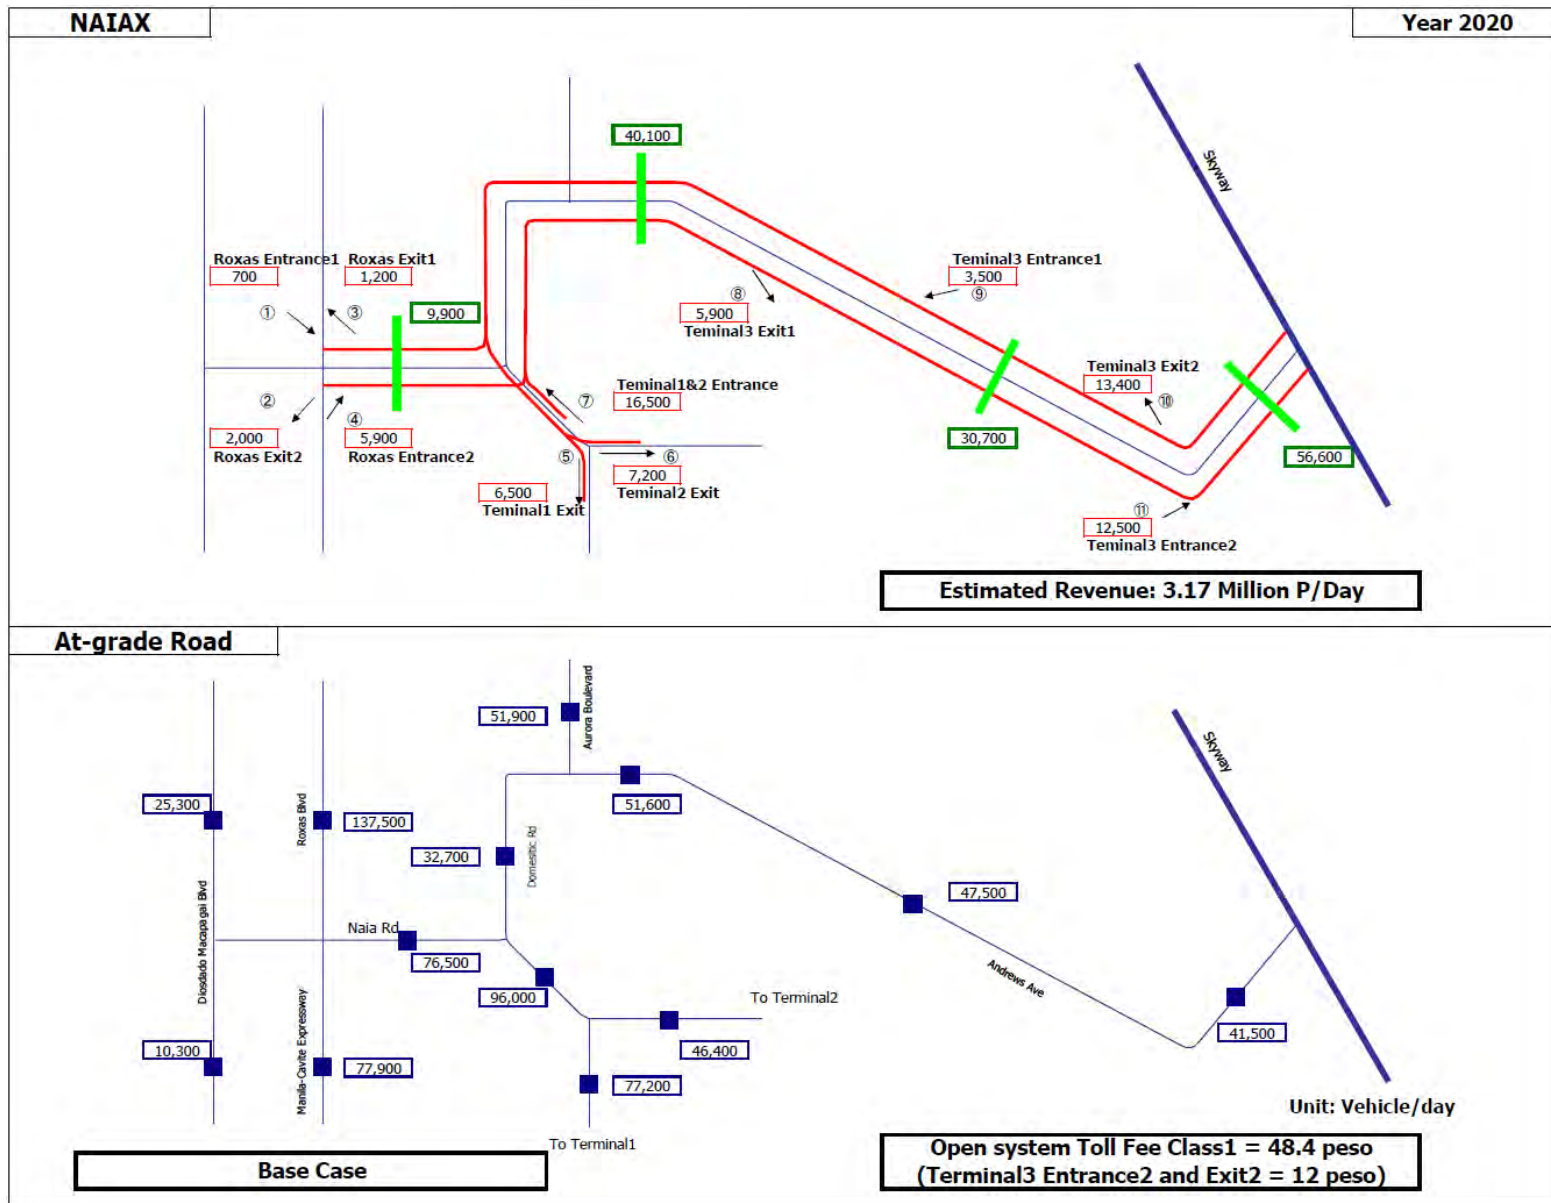 NAIAX
Year 2020
40,100
Skyway
Roxas Entrance1
700
Roxas Exit1
1,200
Teminal3 Entrance1
3,500
①
③
9,900
⑧
5,900
Teminal3 Exit1
⑨
Teminal3 Exit2
13,400
⑩
②
④
⑦
Teminal1&2 Entrance
16,500
2,000
Roxas Exit2
5,900
Roxas Entrance2
30,700
56,600
⑤
⑥
6,500
Teminal1 Exit
7,200
Teminal2 Exit
⑪
12,500
Teminal3 Entrance2
Estimated Revenue: 3.17 Million P/Day
At-grade Road
51,900
Aurora Boulevard
Skyway
25,300
Roxas Blvd
137,500
51,600
32,700
Domesitic Rd
47,500
Diosdado Macapagai Blvd
Naia Rd
76,500
96,000
To Terminal2
Andrews Ave
Manila-Cavite Expressway
10,300
77,900
46,400
41,500
77,200
To Terminal1
Unit: Vehicle/day
Base Case
Open system Toll Fee Class1 = 48.4 peso
(Terminal3 Entrance2 and Exit2 = 12 peso)